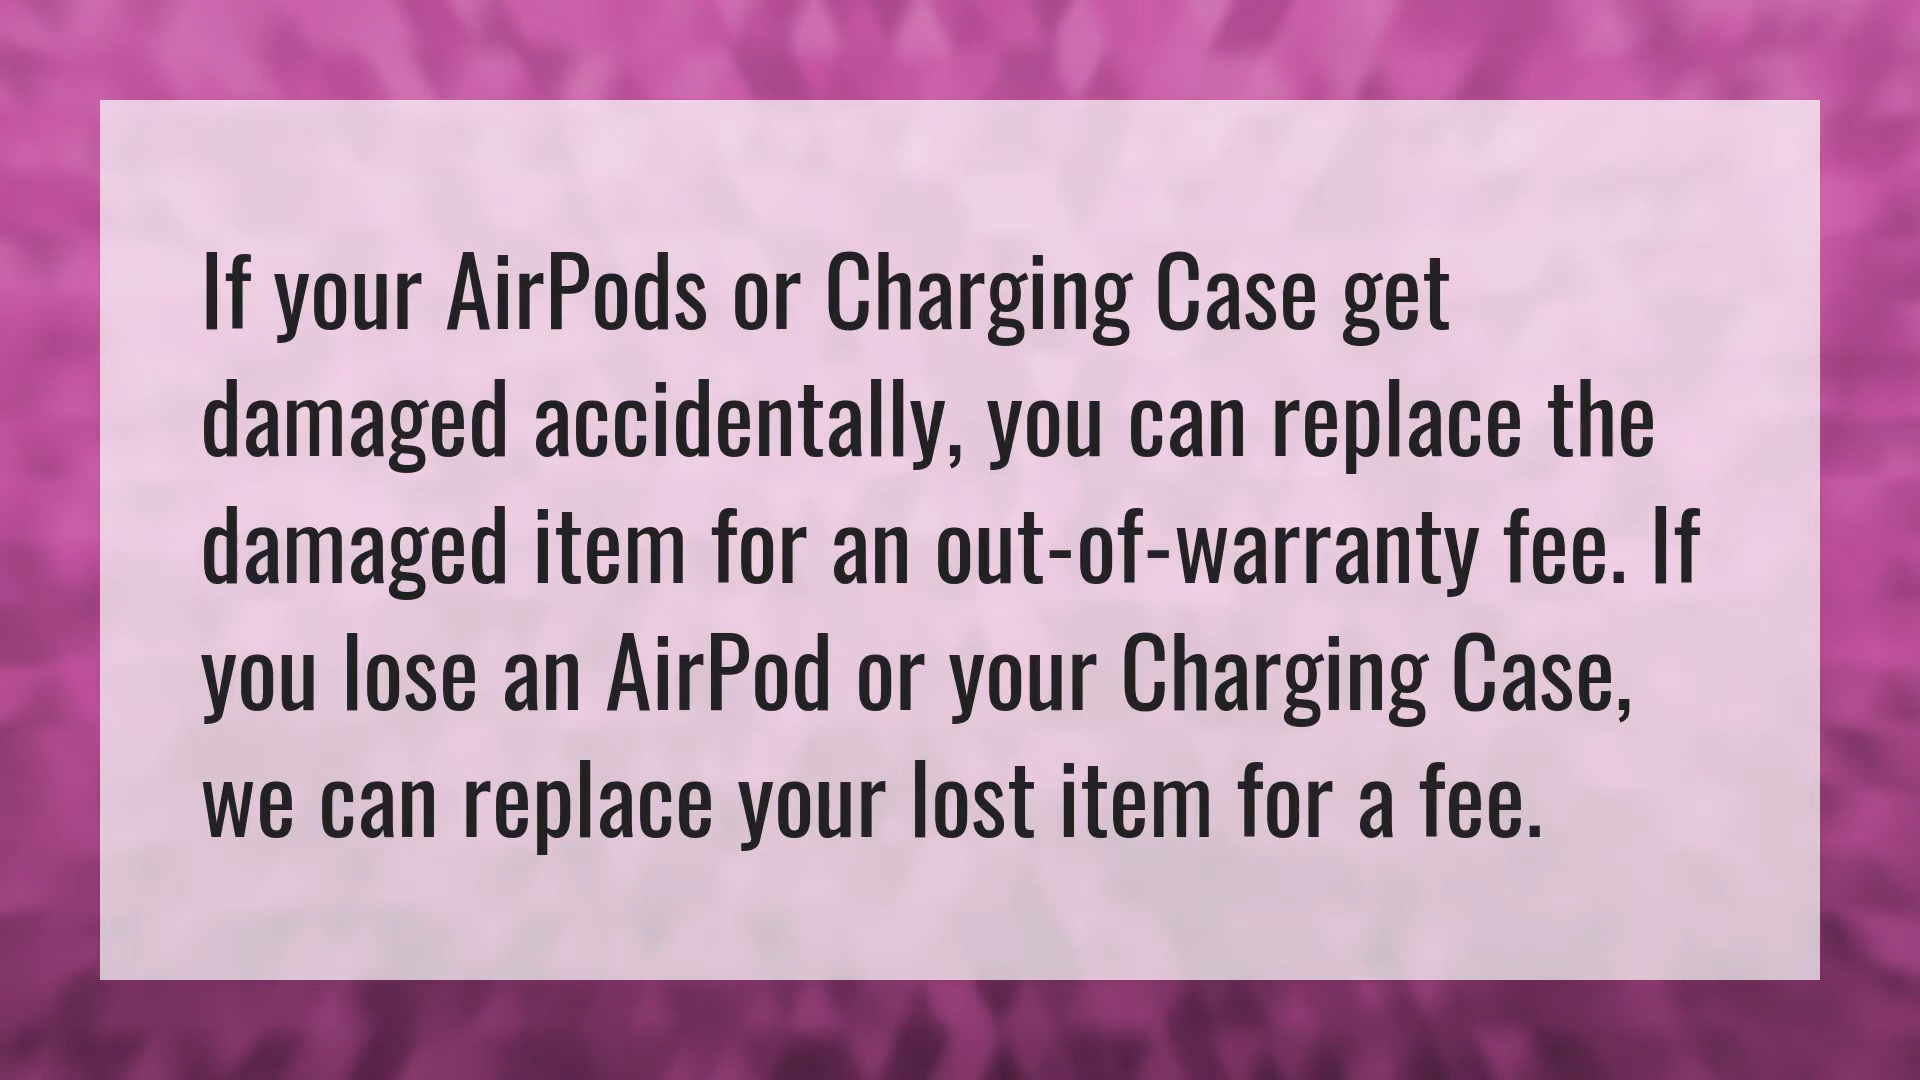 If your AirPods or Charging Case get
damaged accidentally, you can replace the
damaged item for an out-of-warranty fee. If
you lose an AirPod or your Charging Case,
we can replace your lost item for a fee.